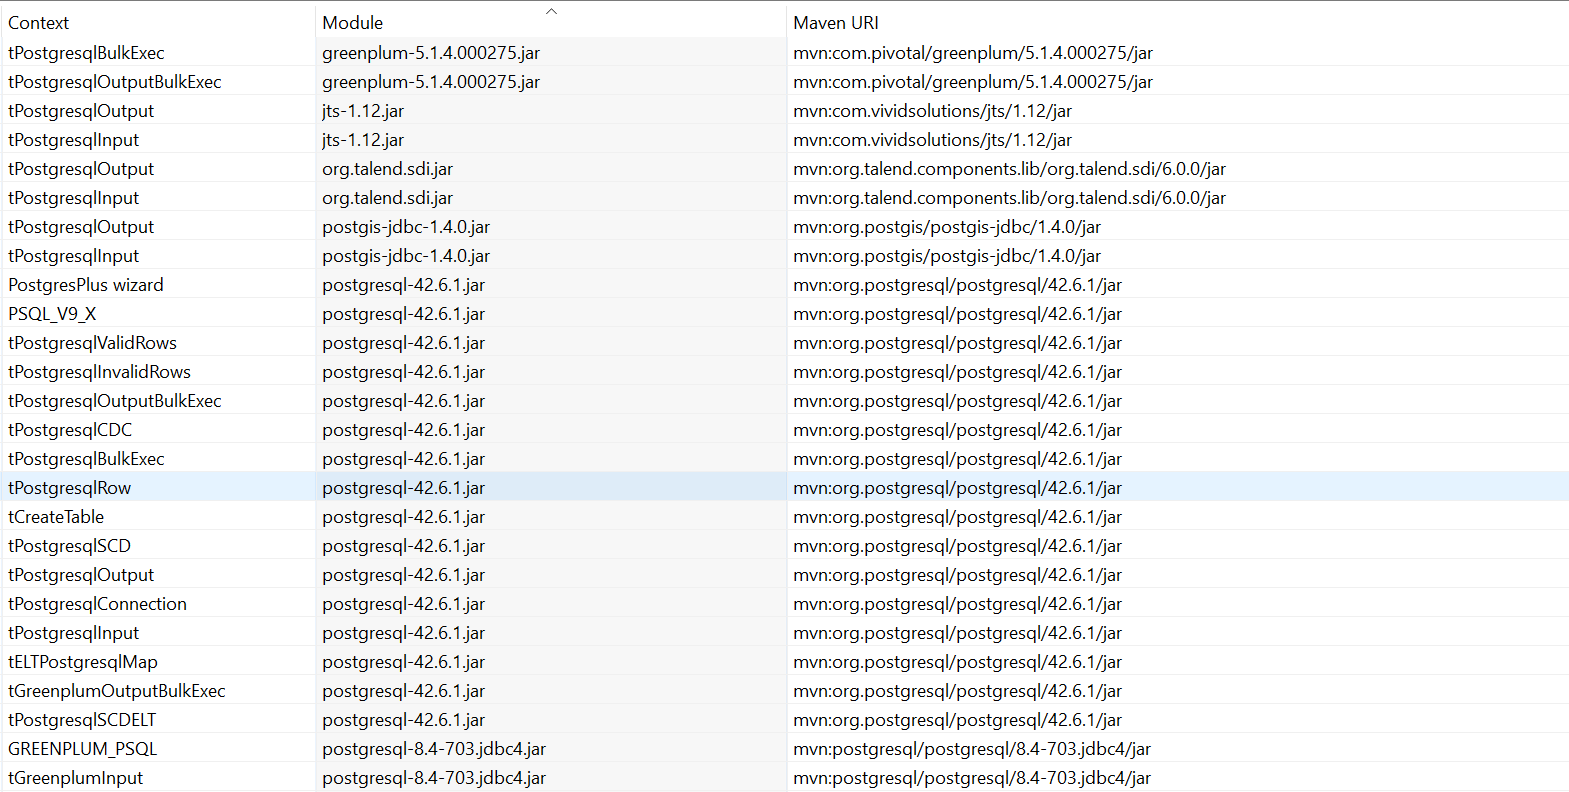 Context Module Maven URI
tPostgresqlBulkExec greenplum-5.1.4.000275.jar mvn:com.pivotal/greenplum/5.1.4.000275/jar
tPostgresqlOutputBulkExec greenplum-5.1.4.000275.jar mvn:com.pivotal/greenplum/5.1.4.000275/jar
tPostgresqlOutput jts-1.12.jar mvn:com.vividsolutions/jts/1.12/jar
tPostgresqlInput jts-1.12.jar mvn:com.vividsolutions/jts/1.12/jar
tPostgresqlOutput org.talend.sdi.jar mvn:org.talend.components.lib/org.talend.sdi/6.0.0/jar
tPostgresqlInput org.talend.sdi.jar mvn:org.talend.components.lib/org.talend.sdi/6.0.0/jar
tPostgresqlOutput postgis-jdbc-1.4.0.jar mvn:org.postgis/postgis-jdbc/1.4.0/jar
tPostgresqlInput postgis-jdbc-1.4.0.jar mvn:org.postgis/postgis-jdbc/1.4.0/jar
PostgresPlus wizard postgresql-42.6.1.jar mvn:org.postgresql/postgresql/42.6.1/jar
PSQL_V9_X postgresql-42.6.1.jar mvn:org.postgresql/postgresql/42.6.1/jar
tPostgresqlValidRows postgresql-42.6.1.jar mvn:org.postgresql/postgresql/42.6.1/jar
tPostgresqlInvalidRows postgresql-42.6.1.jar mvn:org.postgresql/postgresql/42.6.1/jar
tPostgresqlOutputBulkExec postgresql-42.6.1.jar mvn:org.postgresql/postgresql/42.6.1/jar
tPostgresqlCDC postgresql-42.6.1.jar mvn:org.postgresql/postgresql/42.6.1/jar
tPostgresqlBulkExec postgresql-42.6.1.jar mvn:org.postgresql/postgresql/42.6.1/jar
tPostgresqlRow postgresql-42.6.1.jar mvn:org.postgresql/postgresql/42.6.1/jar
tCreateTable postgresql-42.6.1.jar mvn:org.postgresql/postgresql/42.6.1/jar
tPostgresqlSCD postgresql-42.6.1.jar mvn:org.postgresql/postgresql/42.6.1/jar
tPostgresqlOutput postgresql-42.6.1.jar mvn:org.postgresql/postgresql/42.6.1/jar
tPostgresqlConnection postgresql-42.6.1.jar mvn:org.postgresql/postgresql/42.6.1/jar
tPostgresqlInput postgresql-42.6.1.jar mvn:org.postgresql/postgresql/42.6.1/jar
tELTPostgresqlMap postgresql-42.6.1.jar mvn:org.postgresql/postgresql/42.6.1/jar
tGreenplumOutputBulkExec postgresql-42.6.1.jar mvn:org.postgresql/postgresql/42.6.1/jar
tPostgresqlSCDELT postgresql-42.6.1.jar mvn:org.postgresql/postgresql/42.6.1/jar
GREENPLUM_PSQL postgresql-8.4-703.jdbc4.jar mvn:postgresql/postgresql/8.4-703.jdbc4/jar
tGreenplumInput postgresql-8.4-703.jdbc4.jar mvn:postgresql/postgresql/8.4-703.jdbc4/jar